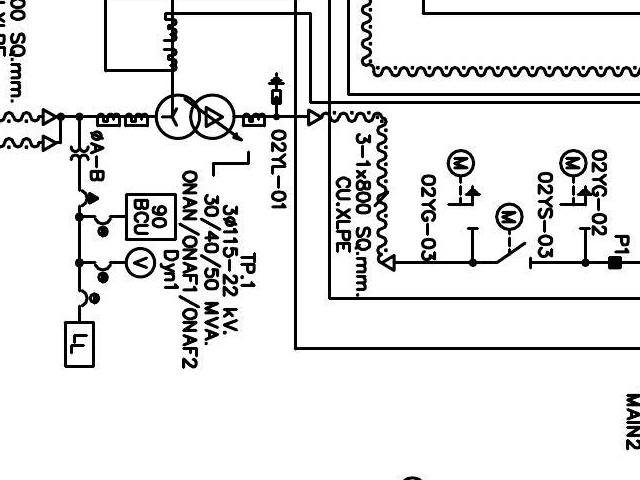 00 SQ.mm.
XLPE
øA-B
90
BCU
V
LL
TP.1
3ø115-22 kV.
30/40/50 MVA.
ONAN/ONAF1/ONAF2
Dyn1
02YL-01
3-1x800 SQ.mm.
CU.XLPE
M
02YG-03
M
02YS-03
M
02YG-02
P1
MAIN2